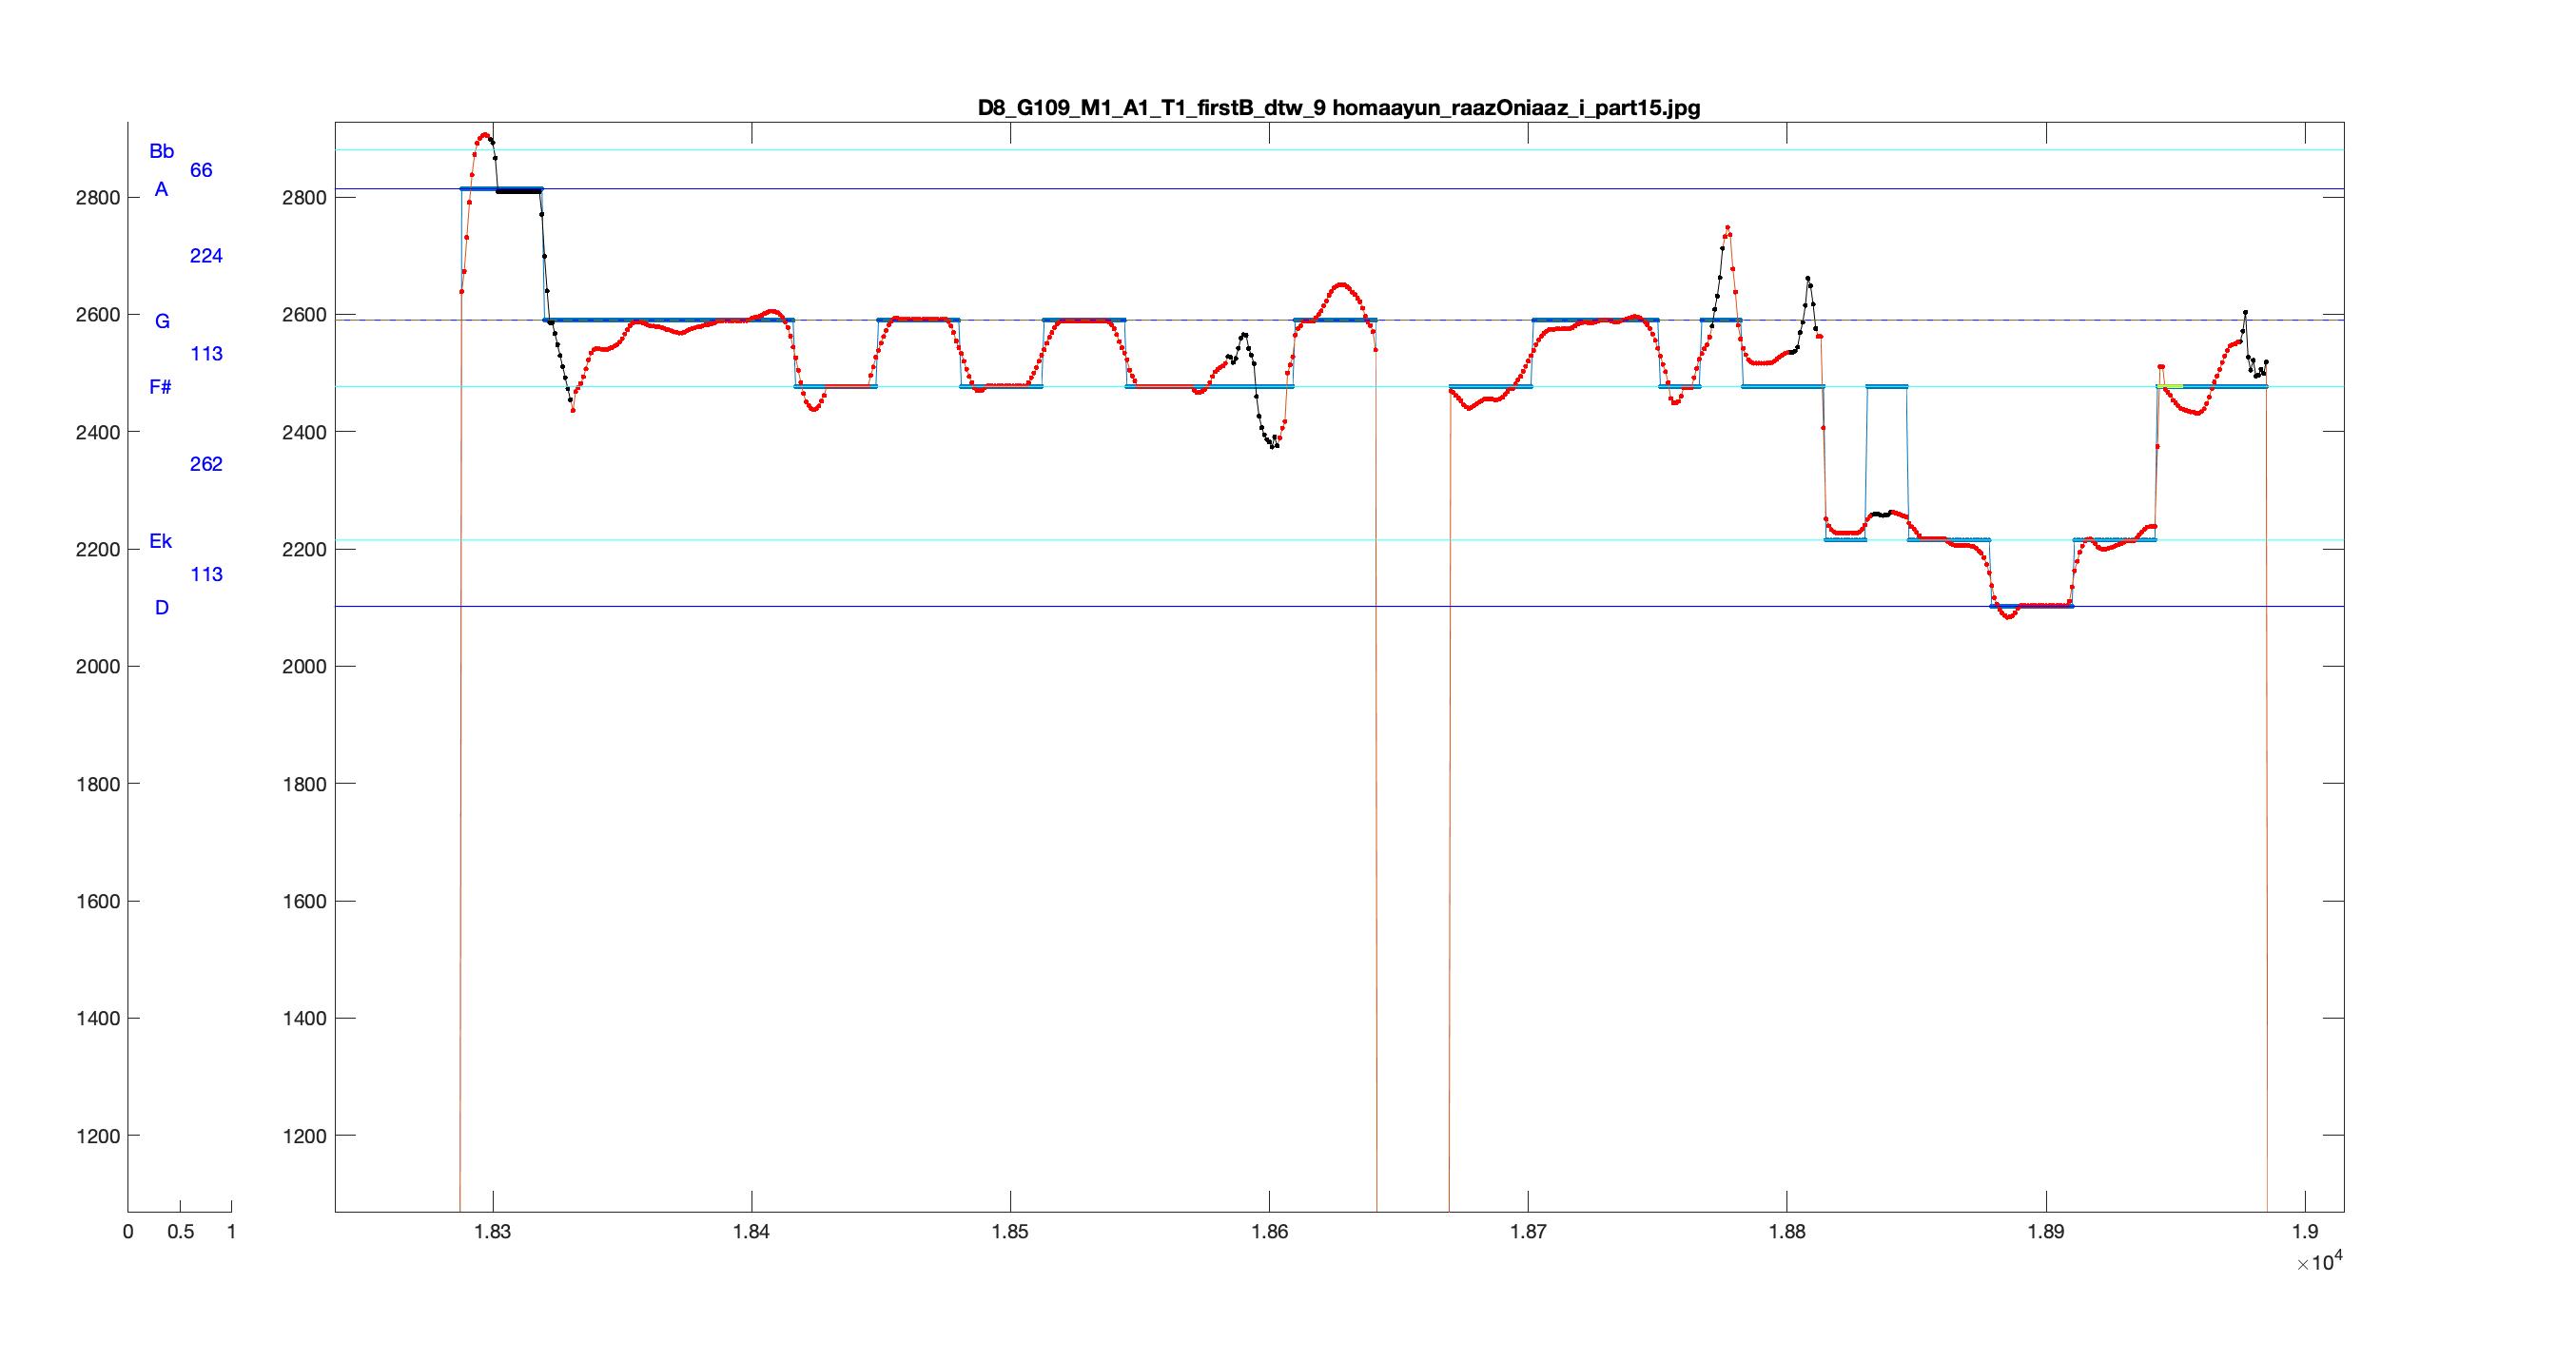 D8_G109_M1_A1_T1_firstB_dtw_9 homaayun_raazOniaaz_i_part15.jpg
Bb
66
2800 A 2800
224
2600 G 2600
113
F#
2400 2400
262
Ek
2200 2200
113
D
2000 2000
1800 1800
1600 1600
1400 1400
1200 1200
0 0.5 1 1.83 1.84 1.85 1.86 1.87 1.88 1.89 1.9
×10^4